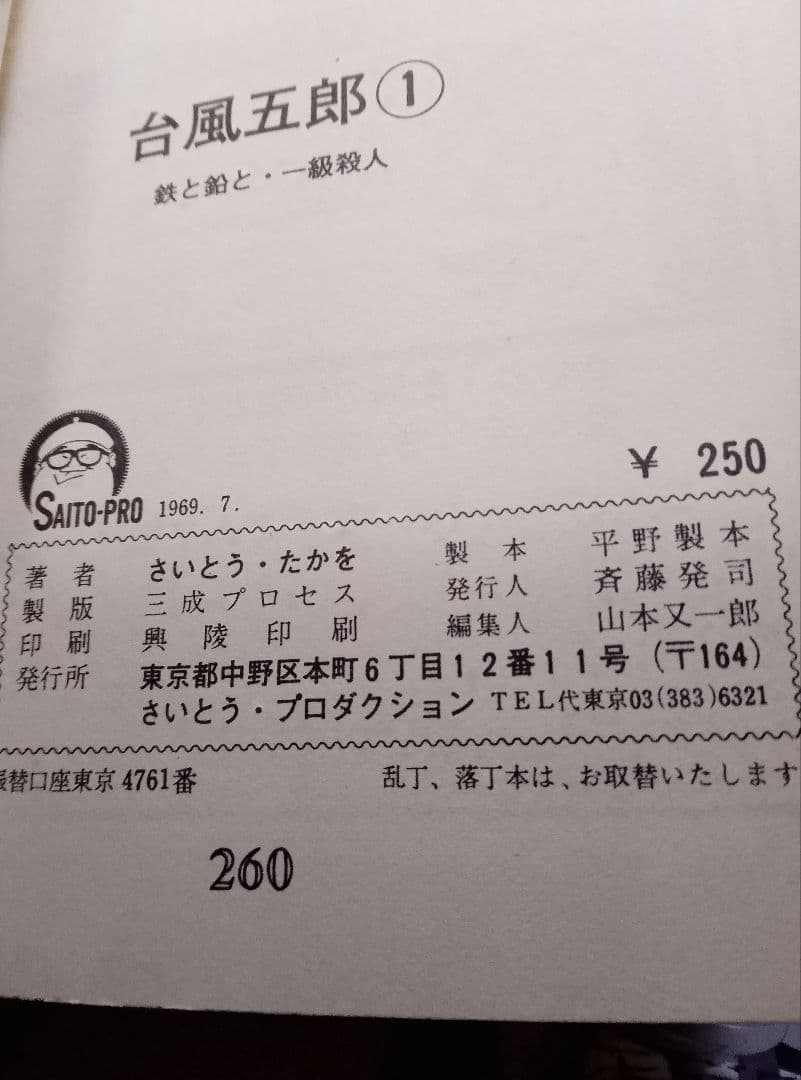 台風五郎①
鉄と鉛と・一級殺人
¥ 250
SAITO-PRO 1969. 7.
著者 さいとう・たかを 製本 平野製本
製版 三成プロセス 発行人 斉藤発司
印刷 興陵印刷 編集人 山本又一郎
発行所 東京都中野区本町6丁目12番11号(〒164)
さいとう・プロダクション TEL代東京03(383)6321
振替口座東京4761番 乱丁、落丁本は、お取替いたします
260